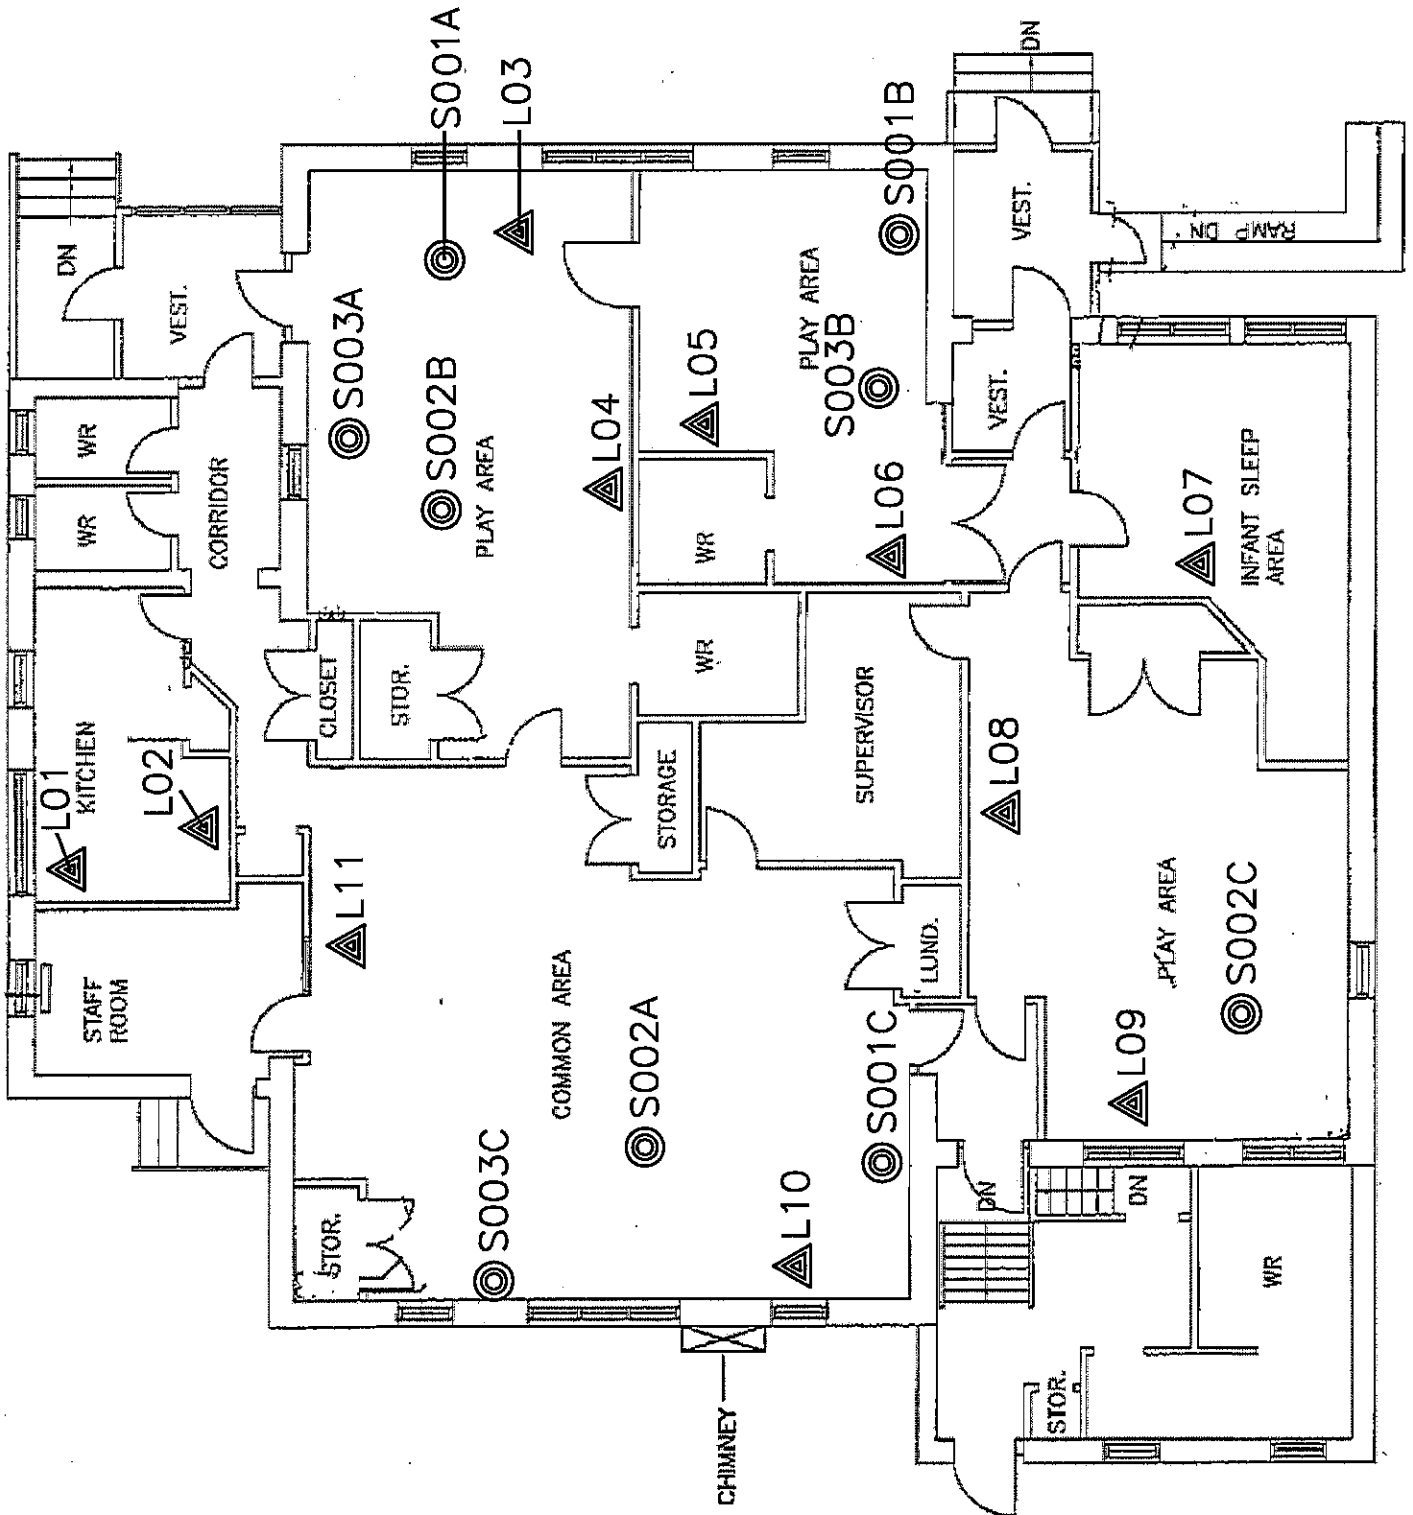 S001A
L03
DN
DN
VEST.
S003A
S002B
PLAY AREA
L04
L05
PLAY AREA
S003B
S001B
VEST.
VEST.
RAMP DN
WR
WR
CORRIDOR
KITCHEN
L01
L02
CLOSET
STOR.
WR
WR
L06
L07
INFANT SLEEP
AREA
STORAGE
SUPERVISOR
L08
L11
STAFF
ROOM
COMMON AREA
LUND.
PLAY AREA
S002C
L09
S002A
S001C
S003C
L10
STOR.
DN
DN
WR
STOR.
CHIMNEY